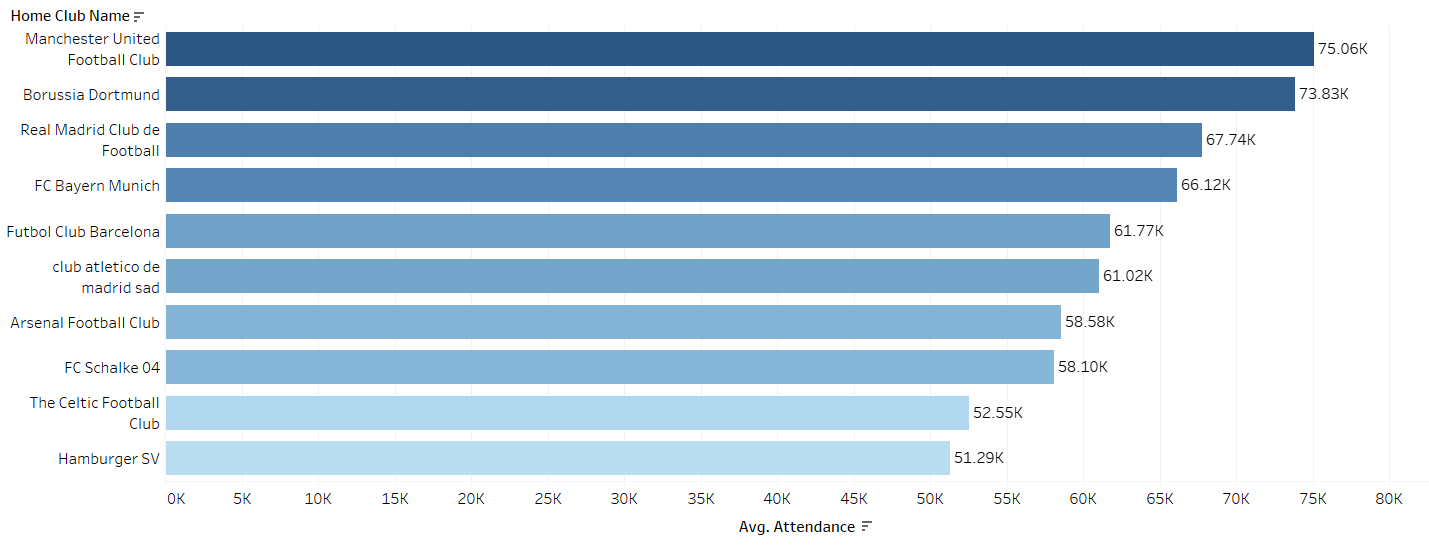 Home Club Name
Manchester United
Football Club
75.06K
Borussia Dortmund
73.83K
Real Madrid Club de
Football
67.74K
FC Bayern Munich
66.12K
Futbol Club Barcelona
61.77K
club atletico de
madrid sad
61.02K
Arsenal Football Club
58.58K
FC Schalke 04
58.10K
The Celtic Football
Club
52.55K
Hamburger SV
51.29K
0K 5K 10K 15K 20K 25K 30K 35K 40K 45K 50K 55K 60K 65K 70K 75K 80K
Avg. Attendance